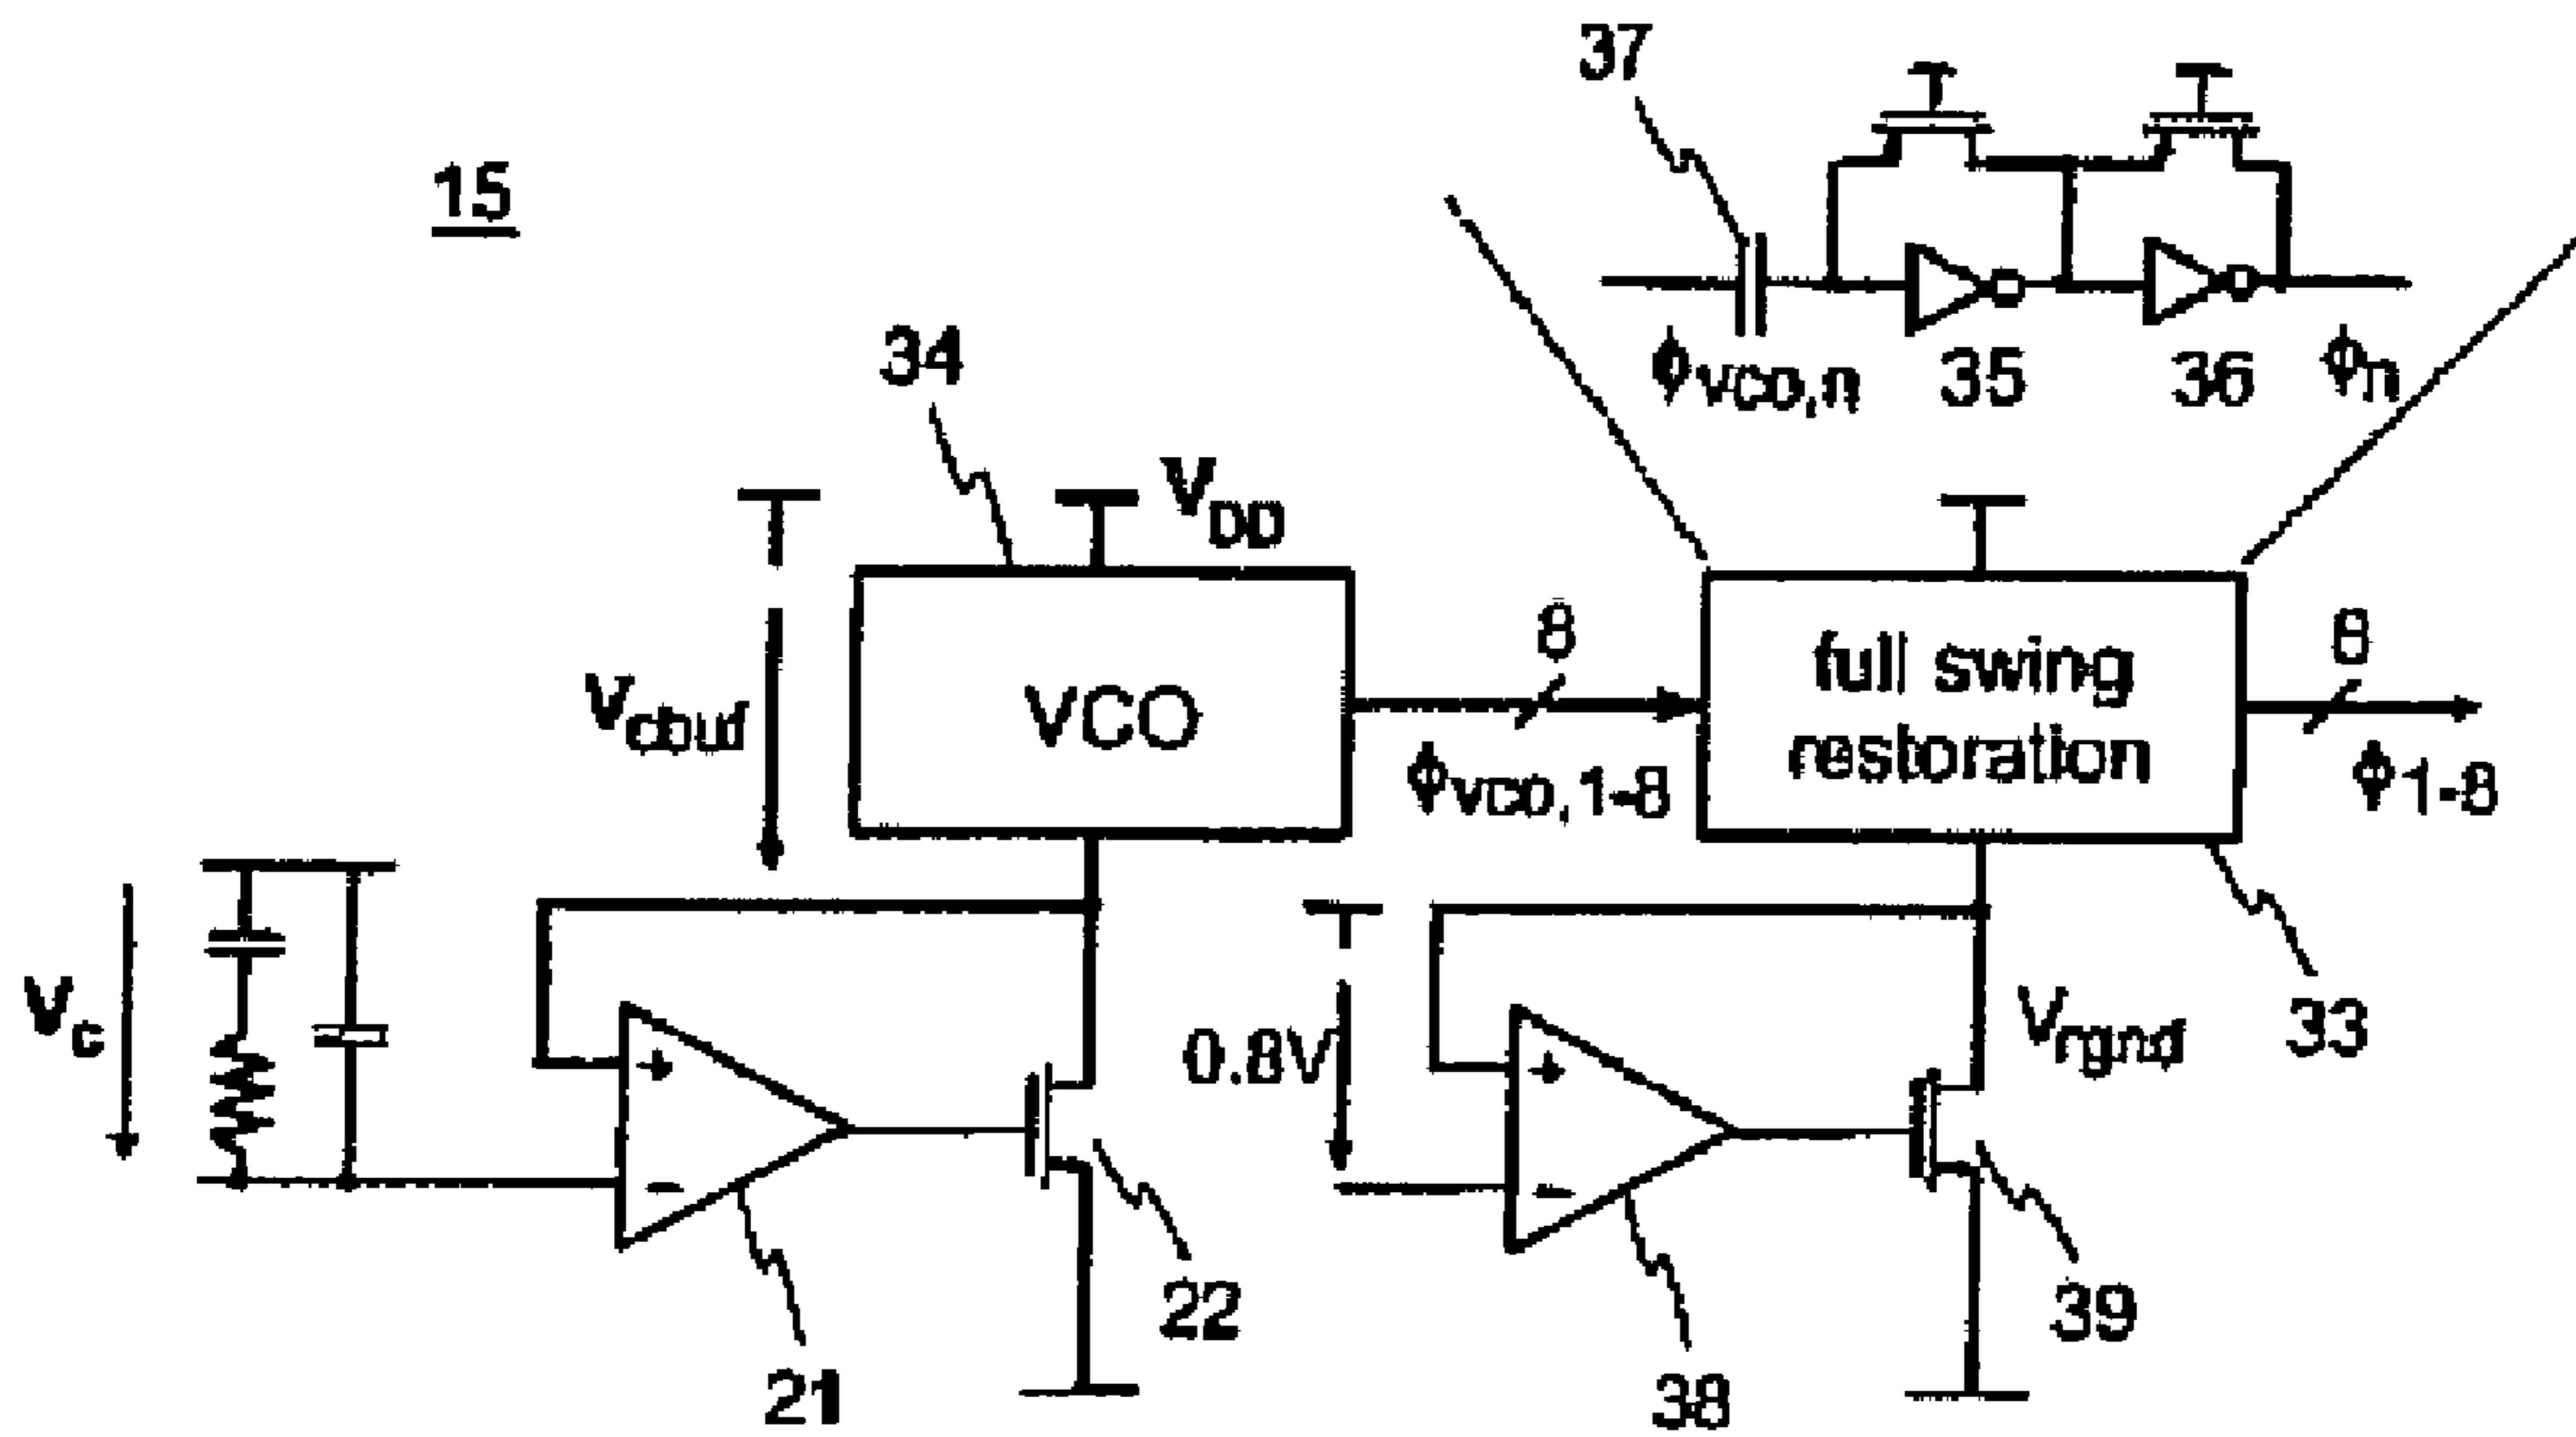 37
15
34
ϕvco,n
35
36
ϕn
VDD
Vcbuf
VCO
8
ϕvco,1-8
full swing
restoration
8
ϕ1-8
Vc
0.8V
Vrgnd
33
+
−
+
−
22
39
21
38